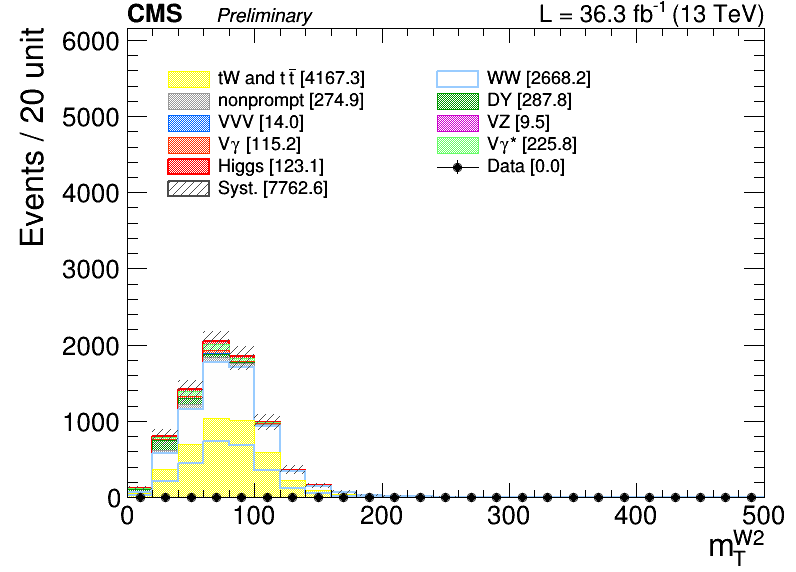 CMS Preliminary L = 36.3 fb⁻¹ (13 TeV)
Events / 20 unit
6000
5000
4000
3000
2000
1000
0
tW and tt̅ [4167.3]
nonprompt [274.9]
VVV [14.0]
Vγ [115.2]
Higgs [123.1]
Syst. [7762.6]
WW [2668.2]
DY [287.8]
VZ [9.5]
Vγ* [225.8]
Data [0.0]
0 100 200 300 400 500
m_T^W2